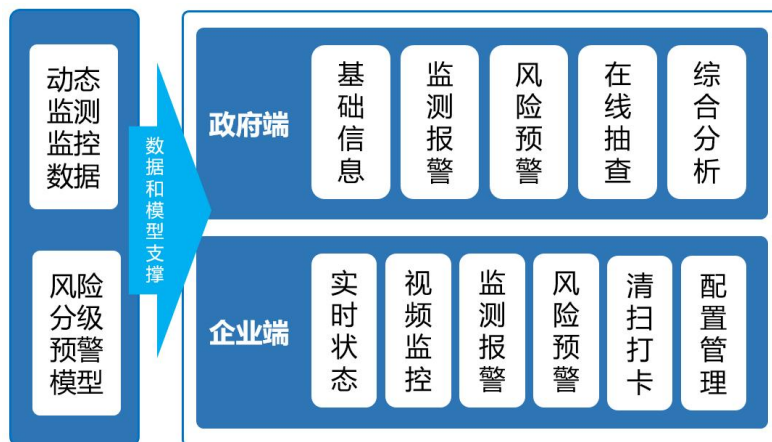 动态
监测
监控
数据
风险
分级
预警
模型
数据和模型支撑
政府端
基础信息
监测报警
风险预警
在线抽查
综合分析
企业端
实时状态
视频监控
监测报警
风险预警
清扫打卡
配置管理